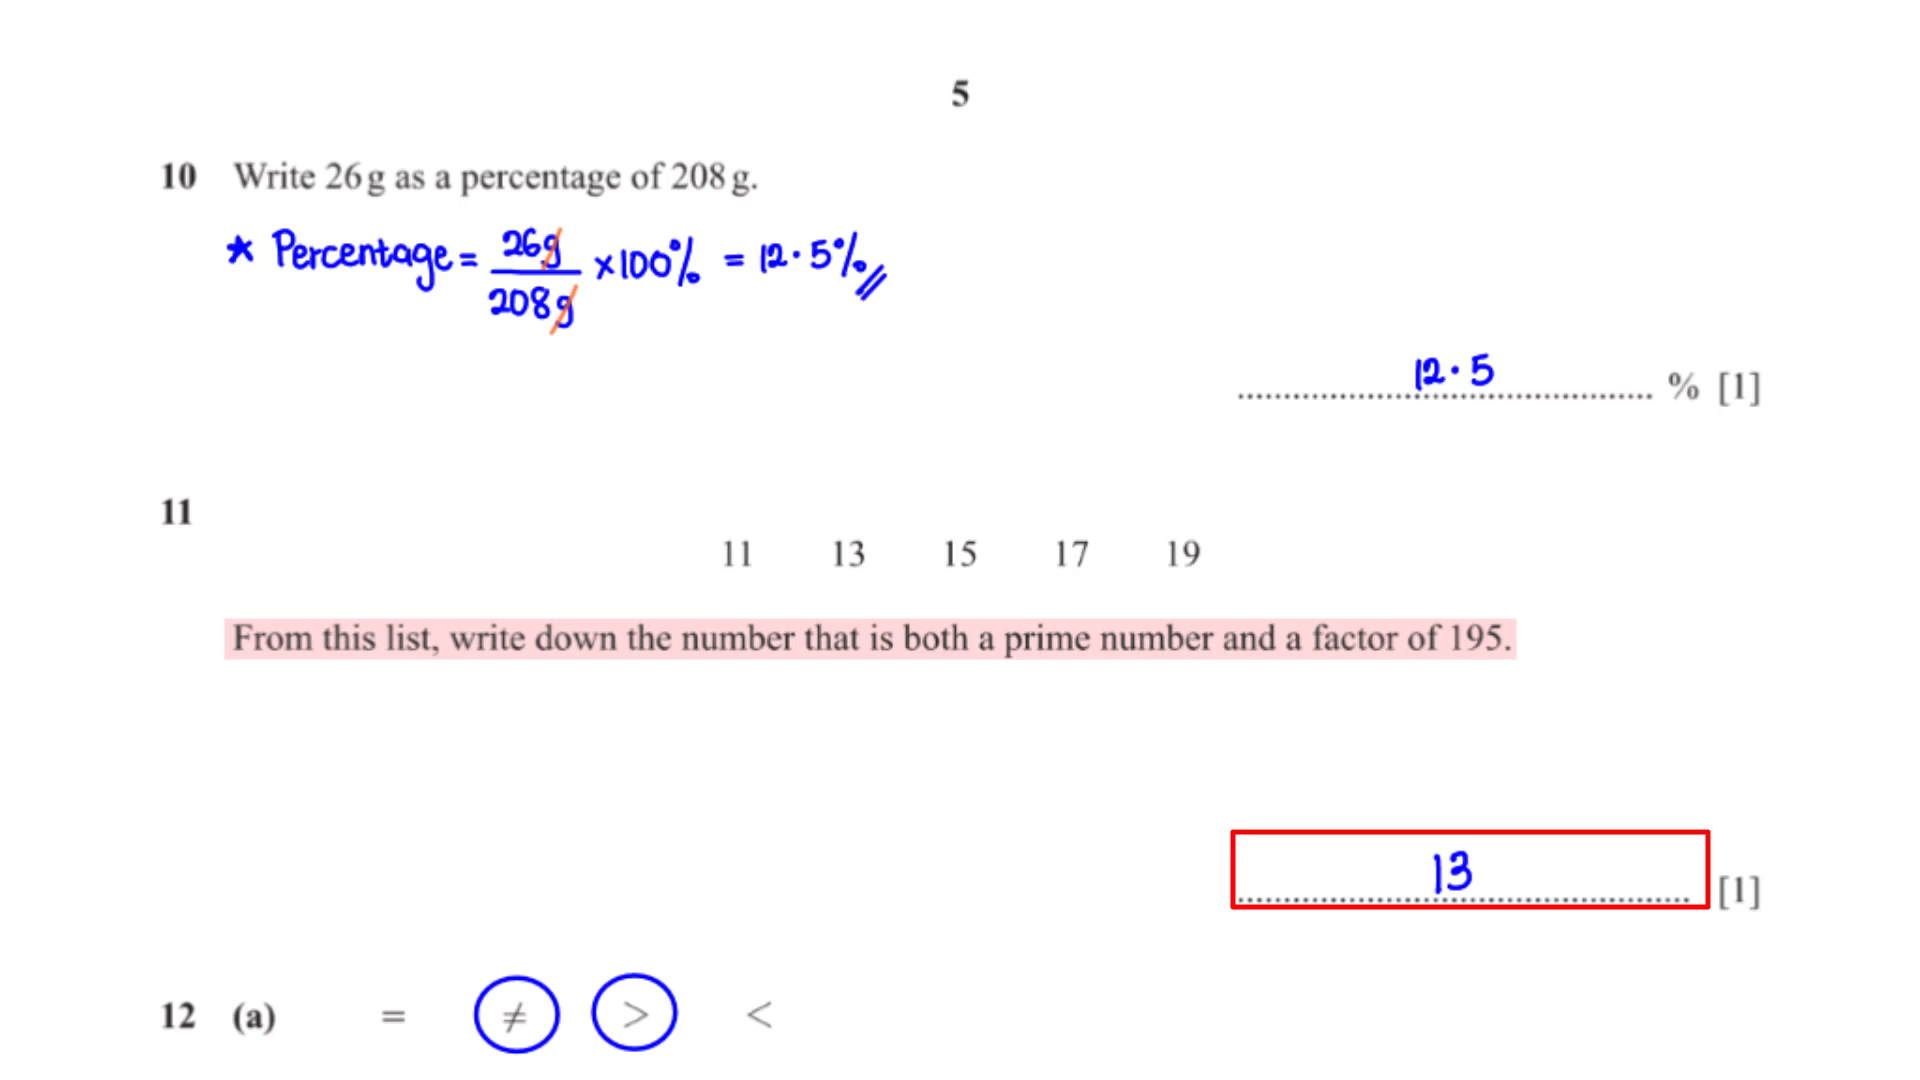 5
10 Write 26 g as a percentage of 208 g.
★ Percentage = 26g/208g ×100% = 12.5%
12.5 % [1]
11
11 13 15 17 19
From this list, write down the number that is both a prime number and a factor of 195.
13 [1]
12 (a) = ≠ > <